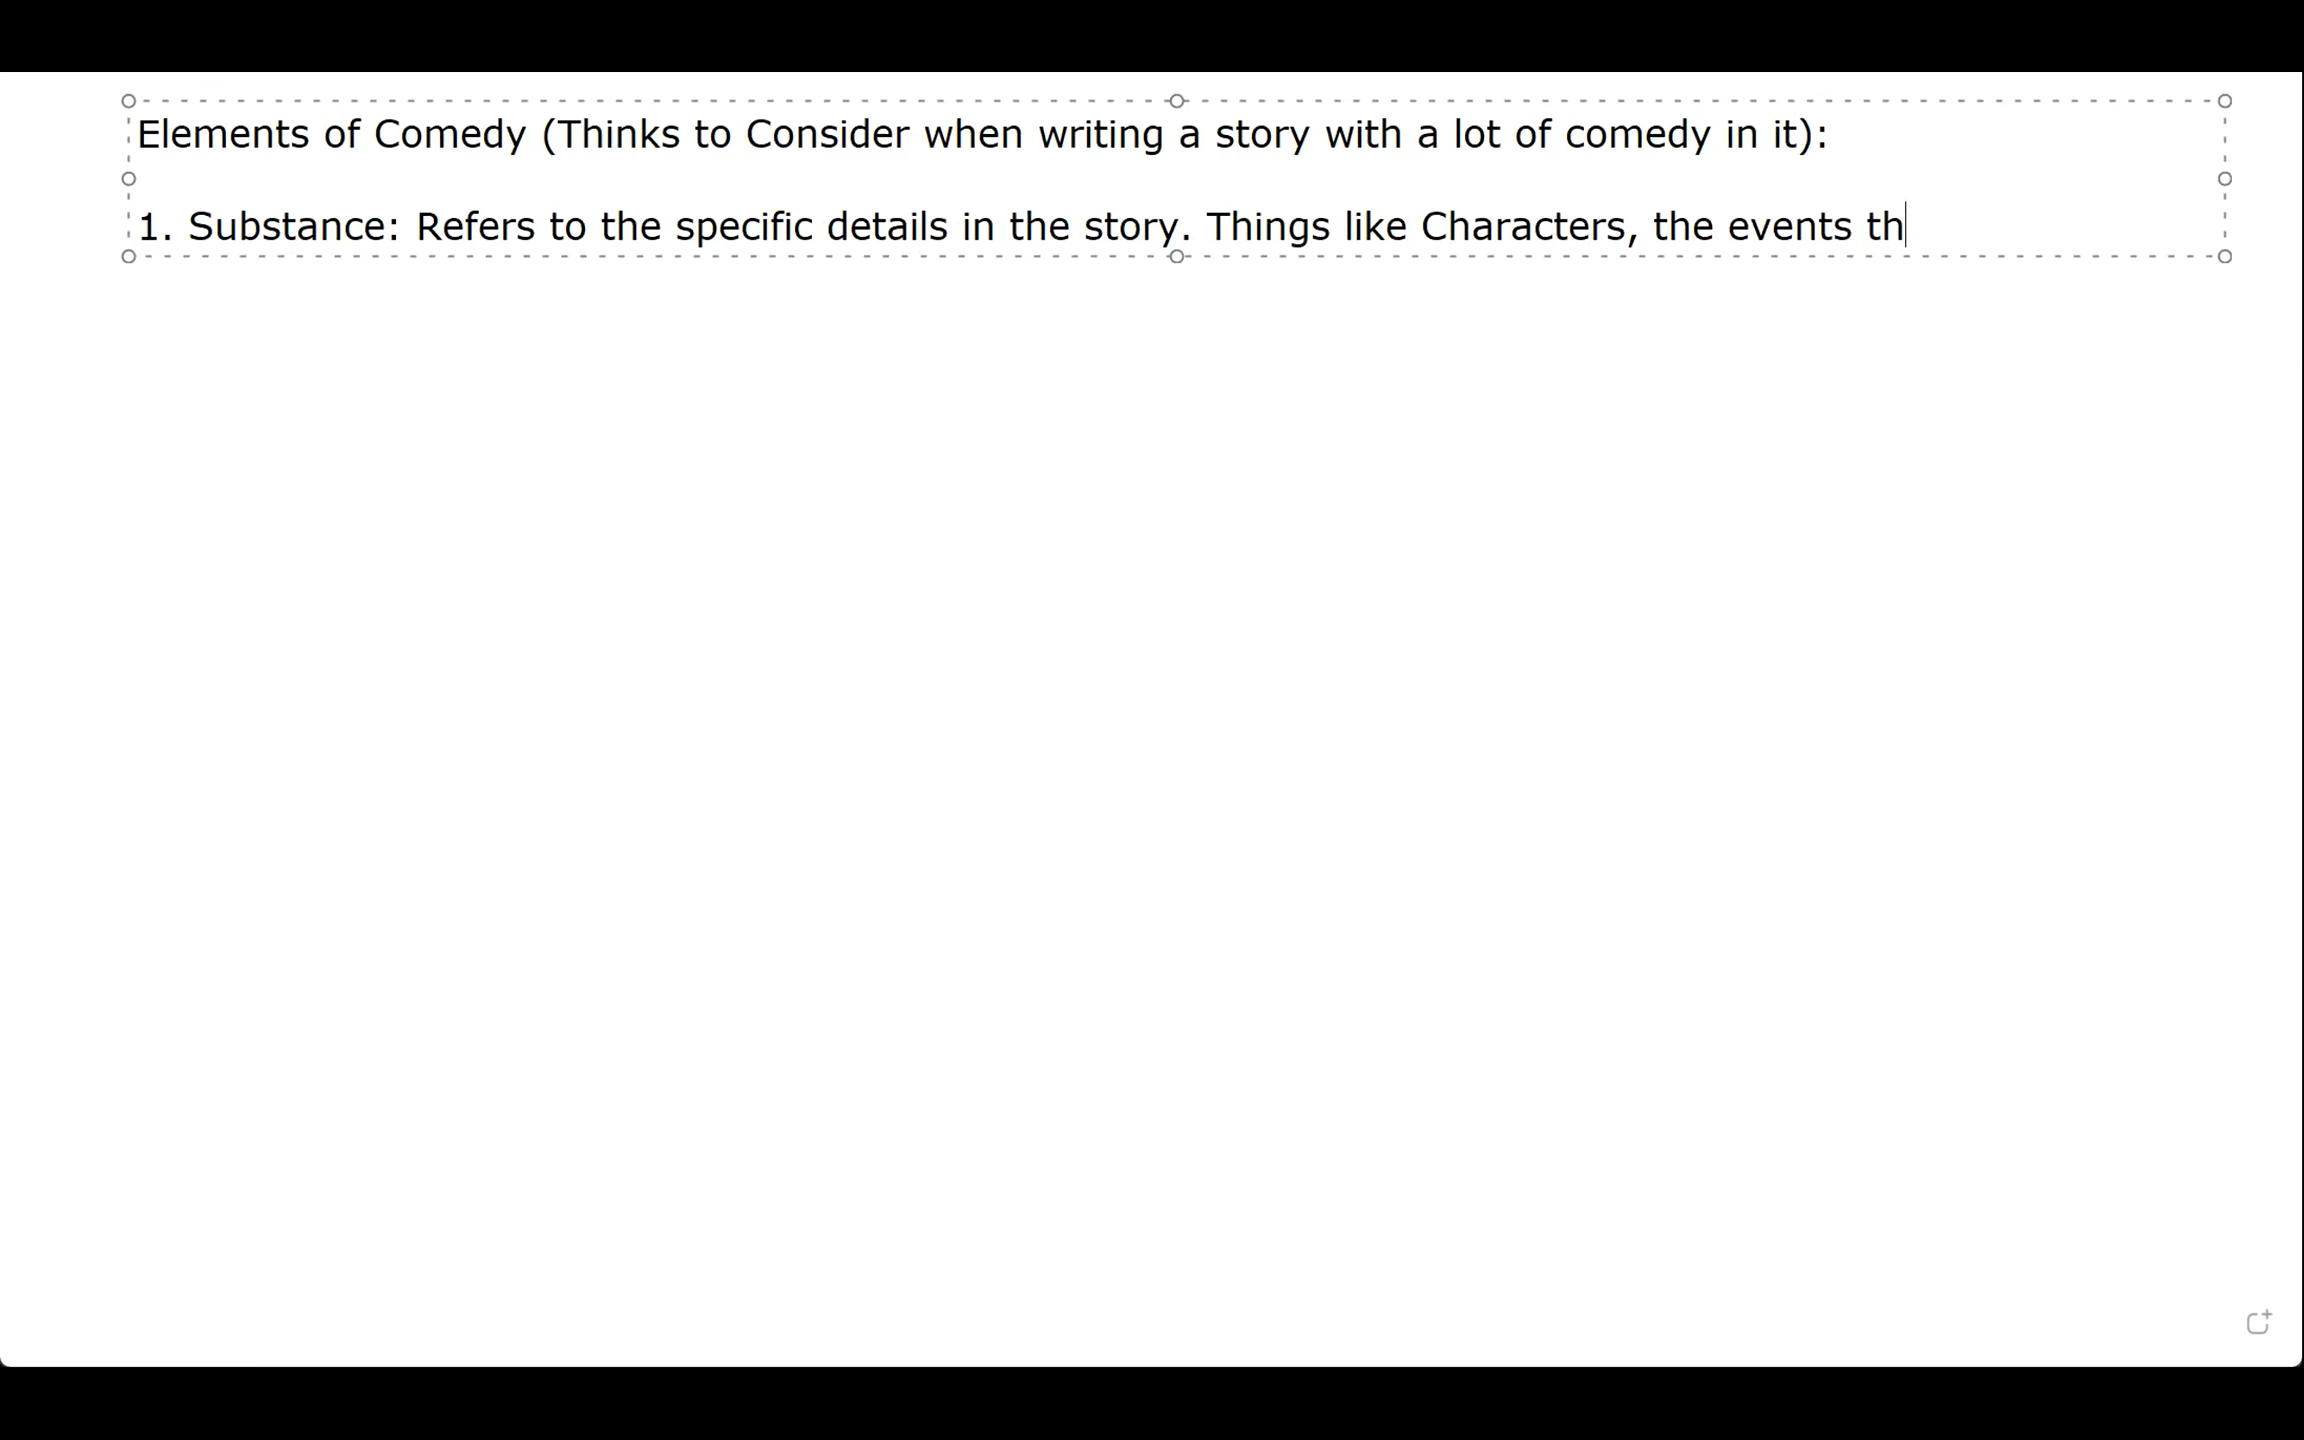 Elements of Comedy (Thinks to Consider when writing a story with a lot of comedy in it):
1. Substance: Refers to the specific details in the story. Things like Characters, the events th